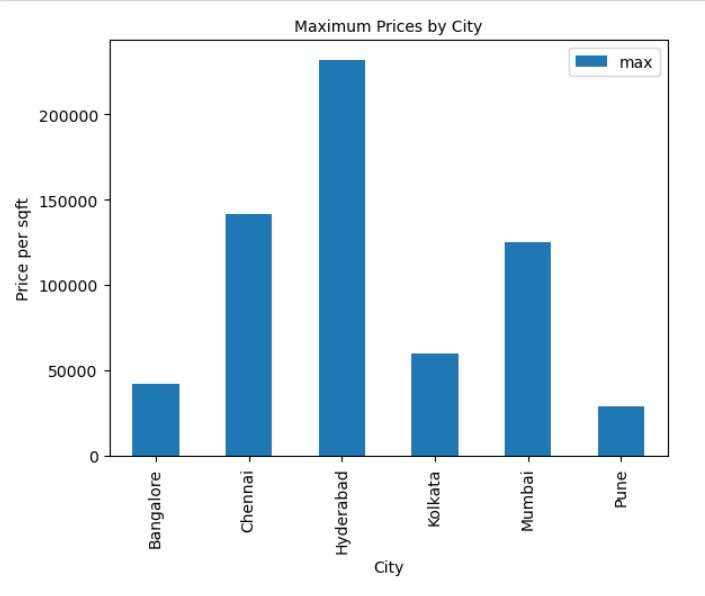 Maximum Prices by City
max
Price per sqft
200000
150000
100000
50000
0
Bangalore
Chennai
Hyderabad
Kolkata
Mumbai
Pune
City